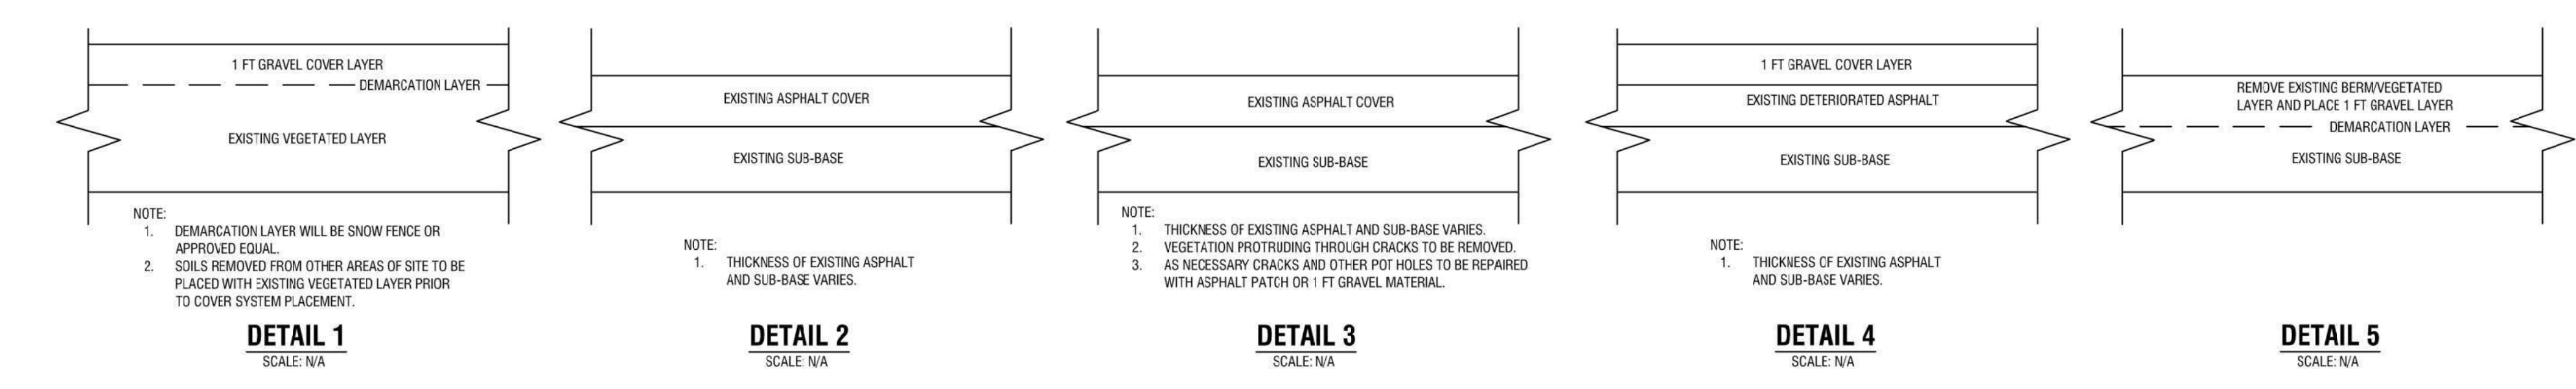 1 FT GRAVEL COVER LAYER
DEMARCATION LAYER
EXISTING VEGETATED LAYER
NOTE:
1. DEMARCATION LAYER WILL BE SNOW FENCE OR
APPROVED EQUAL.
2. SOILS REMOVED FROM OTHER AREAS OF SITE TO BE
PLACED WITH EXISTING VEGETATED LAYER PRIOR
TO COVER SYSTEM PLACEMENT.
DETAIL 1
SCALE: N/A
EXISTING ASPHALT COVER
EXISTING SUB-BASE
NOTE:
1. THICKNESS OF EXISTING ASPHALT
AND SUB-BASE VARIES.
DETAIL 2
SCALE: N/A
EXISTING ASPHALT COVER
EXISTING SUB-BASE
NOTE:
1. THICKNESS OF EXISTING ASPHALT AND SUB-BASE VARIES.
2. VEGETATION PROTRUDING THROUGH CRACKS TO BE REMOVED.
3. AS NECESSARY CRACKS AND OTHER POT HOLES TO BE REPAIRED
WITH ASPHALT PATCH OR 1 FT GRAVEL MATERIAL.
DETAIL 3
SCALE: N/A
1 FT GRAVEL COVER LAYER
EXISTING DETERIORATED ASPHALT
EXISTING SUB-BASE
NOTE:
1. THICKNESS OF EXISTING ASPHALT
AND SUB-BASE VARIES.
DETAIL 4
SCALE: N/A
REMOVE EXISTING BERM/VEGETATED
LAYER AND PLACE 1 FT GRAVEL LAYER
DEMARCATION LAYER
EXISTING SUB-BASE
DETAIL 5
SCALE: N/A